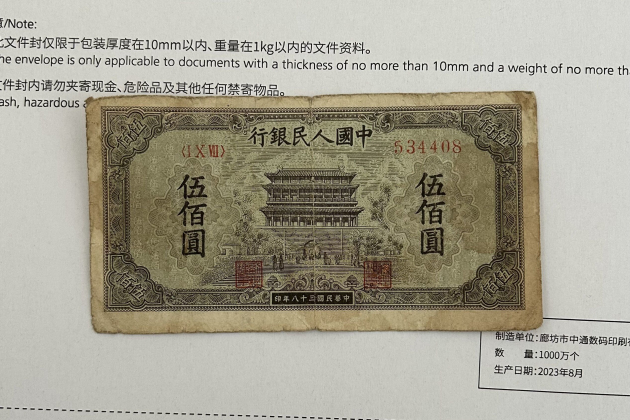 意/Note:
此文件封仅限于包装厚度在10mm以内、重量在1kg以内的文件资料。
he envelope is only applicable to documents with a thickness of no more than 10mm and a weight of no more tha
文件封内请勿夹寄现金、危险品及其他任何禁寄物品。
ash, hazardous
行銀民人國中
〈I X Ⅷ〉
534408
伍佰圓
伍佰圓
印年八十三國民華中
制造单位:廊坊市中通数码印刷有
数 量:1000万个
生产日期:2023年8月